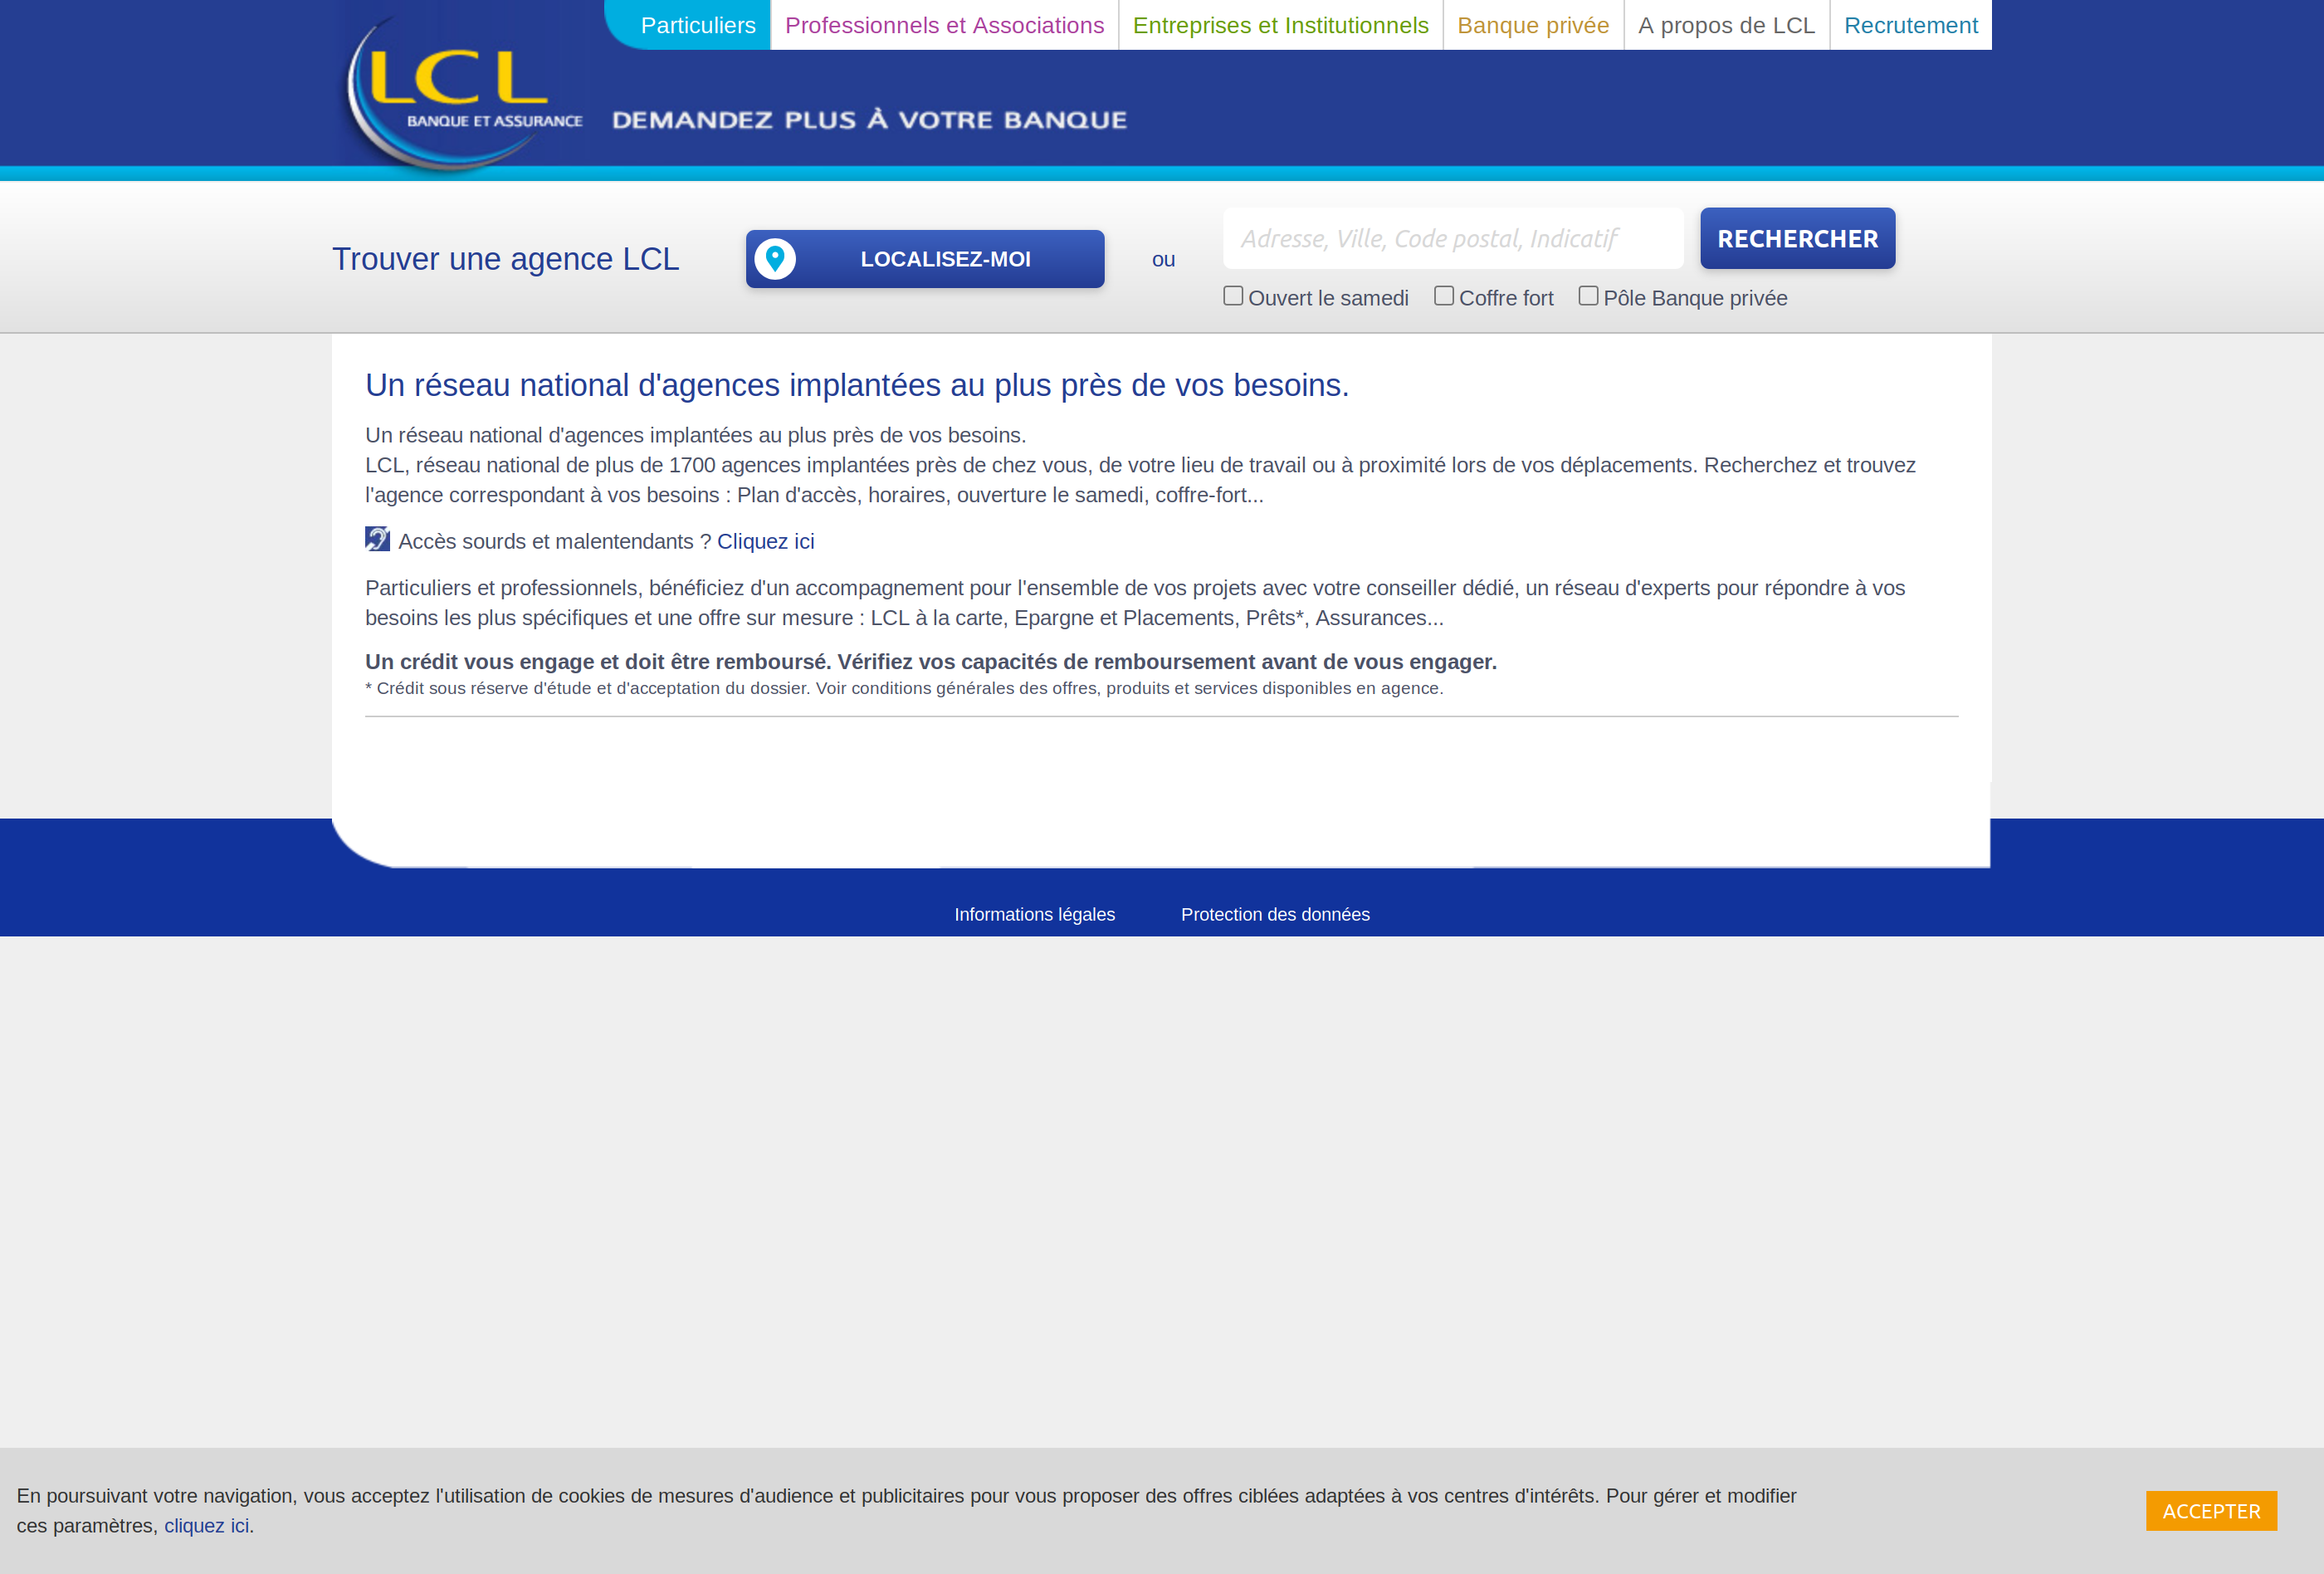 Particuliers
Professionnels et Associations
Entreprises et Institutionnels
Banque privée
A propos de LCL
Recrutement
LCL
BANQUE ET ASSURANCE
DEMANDEZ PLUS À VOTRE BANQUE
Trouver une agence LCL
LOCALISEZ-MOI
ou
Adresse, Ville, Code postal, Indicatif
RECHERCHER
Ouvert le samedi
Coffre fort
Pôle Banque privée
Un réseau national d'agences implantées au plus près de vos besoins.
Un réseau national d'agences implantées au plus près de vos besoins.
LCL, réseau national de plus de 1700 agences implantées près de chez vous, de votre lieu de travail ou à proximité lors de vos déplacements. Recherchez et trouvez
l'agence correspondant à vos besoins : Plan d'accès, horaires, ouverture le samedi, coffre-fort...
Accès sourds et malentendants ? Cliquez ici
Particuliers et professionnels, bénéficiez d'un accompagnement pour l'ensemble de vos projets avec votre conseiller dédié, un réseau d'experts pour répondre à vos
besoins les plus spécifiques et une offre sur mesure : LCL à la carte, Epargne et Placements, Prêts*, Assurances...
Un crédit vous engage et doit être remboursé. Vérifiez vos capacités de remboursement avant de vous engager.
* Crédit sous réserve d'étude et d'acceptation du dossier. Voir conditions générales des offres, produits et services disponibles en agence.
Informations légales
Protection des données
En poursuivant votre navigation, vous acceptez l'utilisation de cookies de mesures d'audience et publicitaires pour vous proposer des offres ciblées adaptées à vos centres d'intérêts. Pour gérer et modifier
ces paramètres, cliquez ici.
ACCEPTER